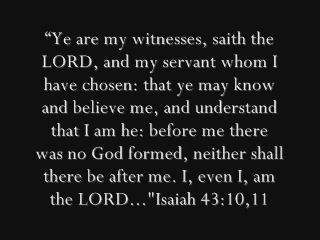 “Ye are my witnesses, saith the
LORD, and my servant whom I
have chosen: that ye may know
and believe me, and understand
that I am he: before me there
was no God formed, neither shall
there be after me. I, even I, am
the LORD..."Isaiah 43:10,11